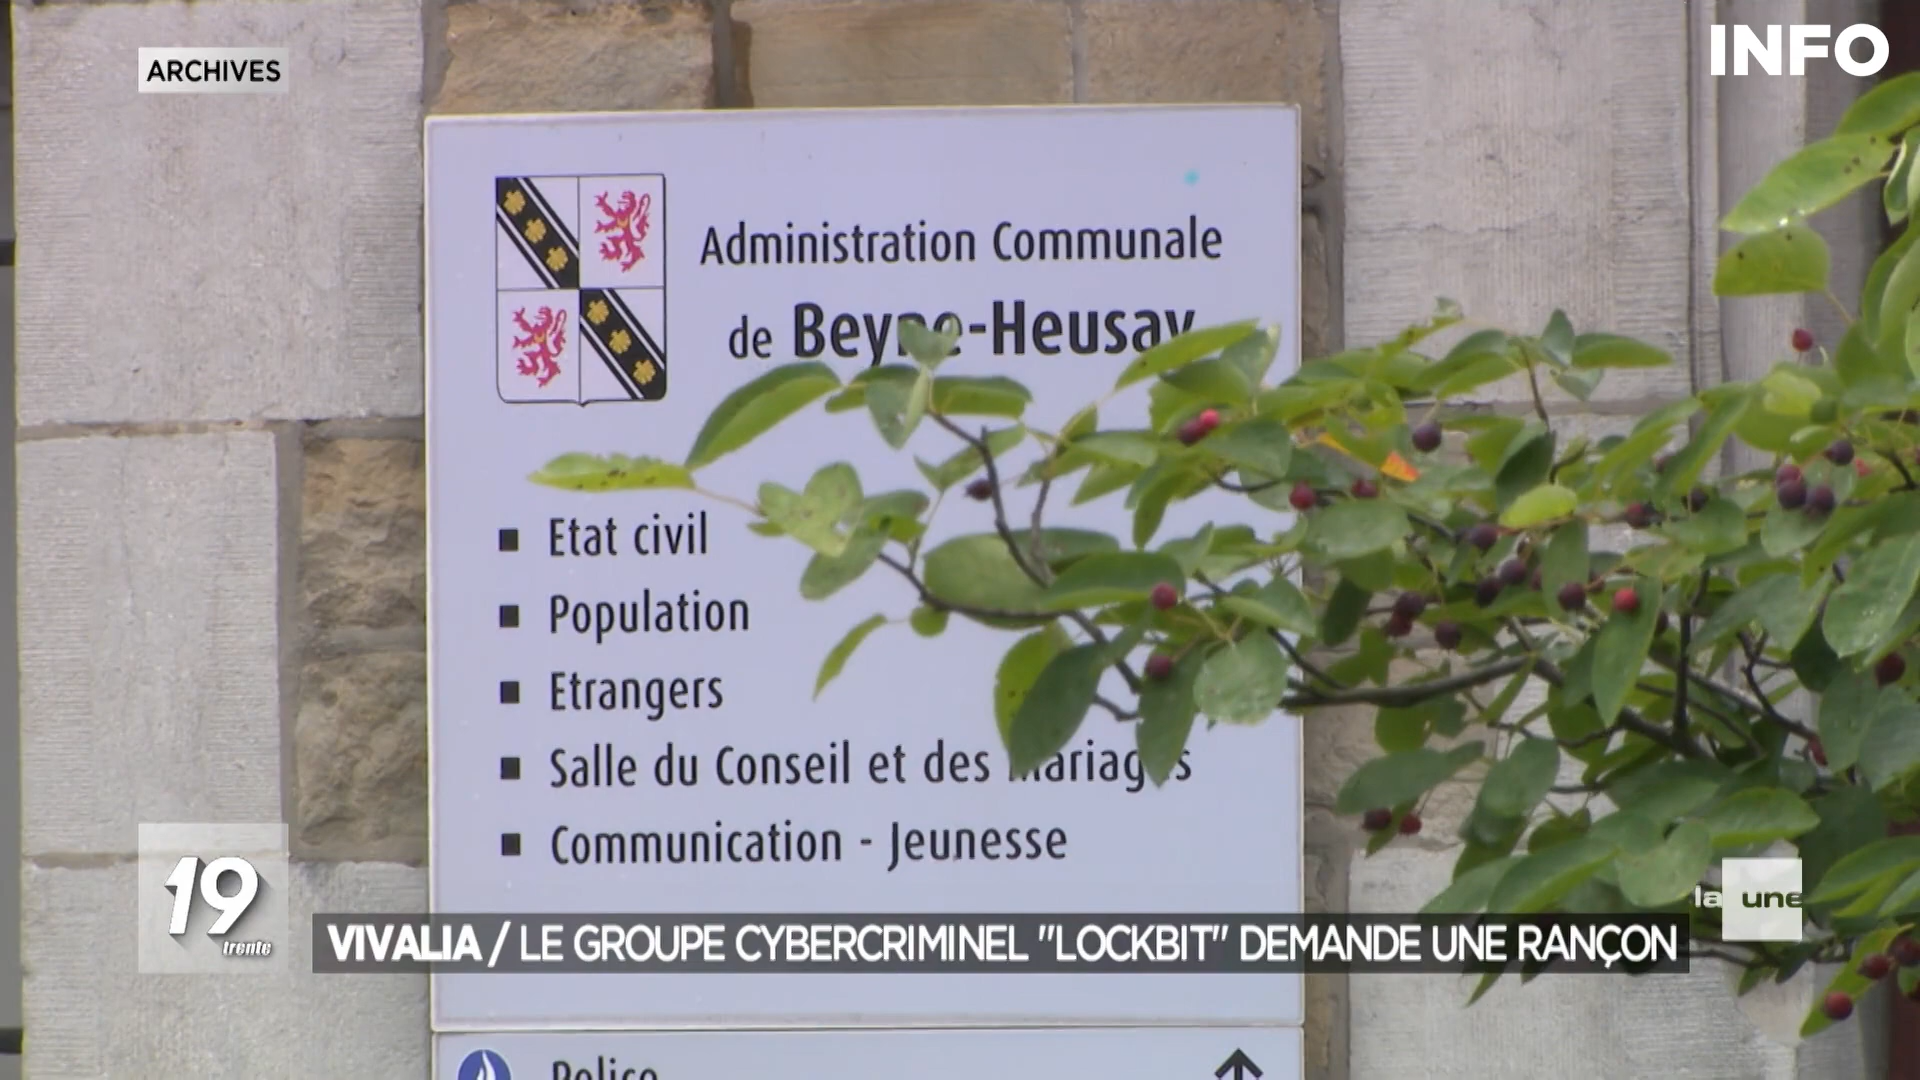 ARCHIVES
INFO
Administration Communale
de Beyne-Heusay
▪ Etat civil
▪ Population
▪ Etrangers
▪ Salle du Conseil et des Mariages
▪ Communication - Jeunesse
19
trente
la une
VIVALIA / LE GROUPE CYBERCRIMINEL "LOCKBIT" DEMANDE UNE RANÇON
Police